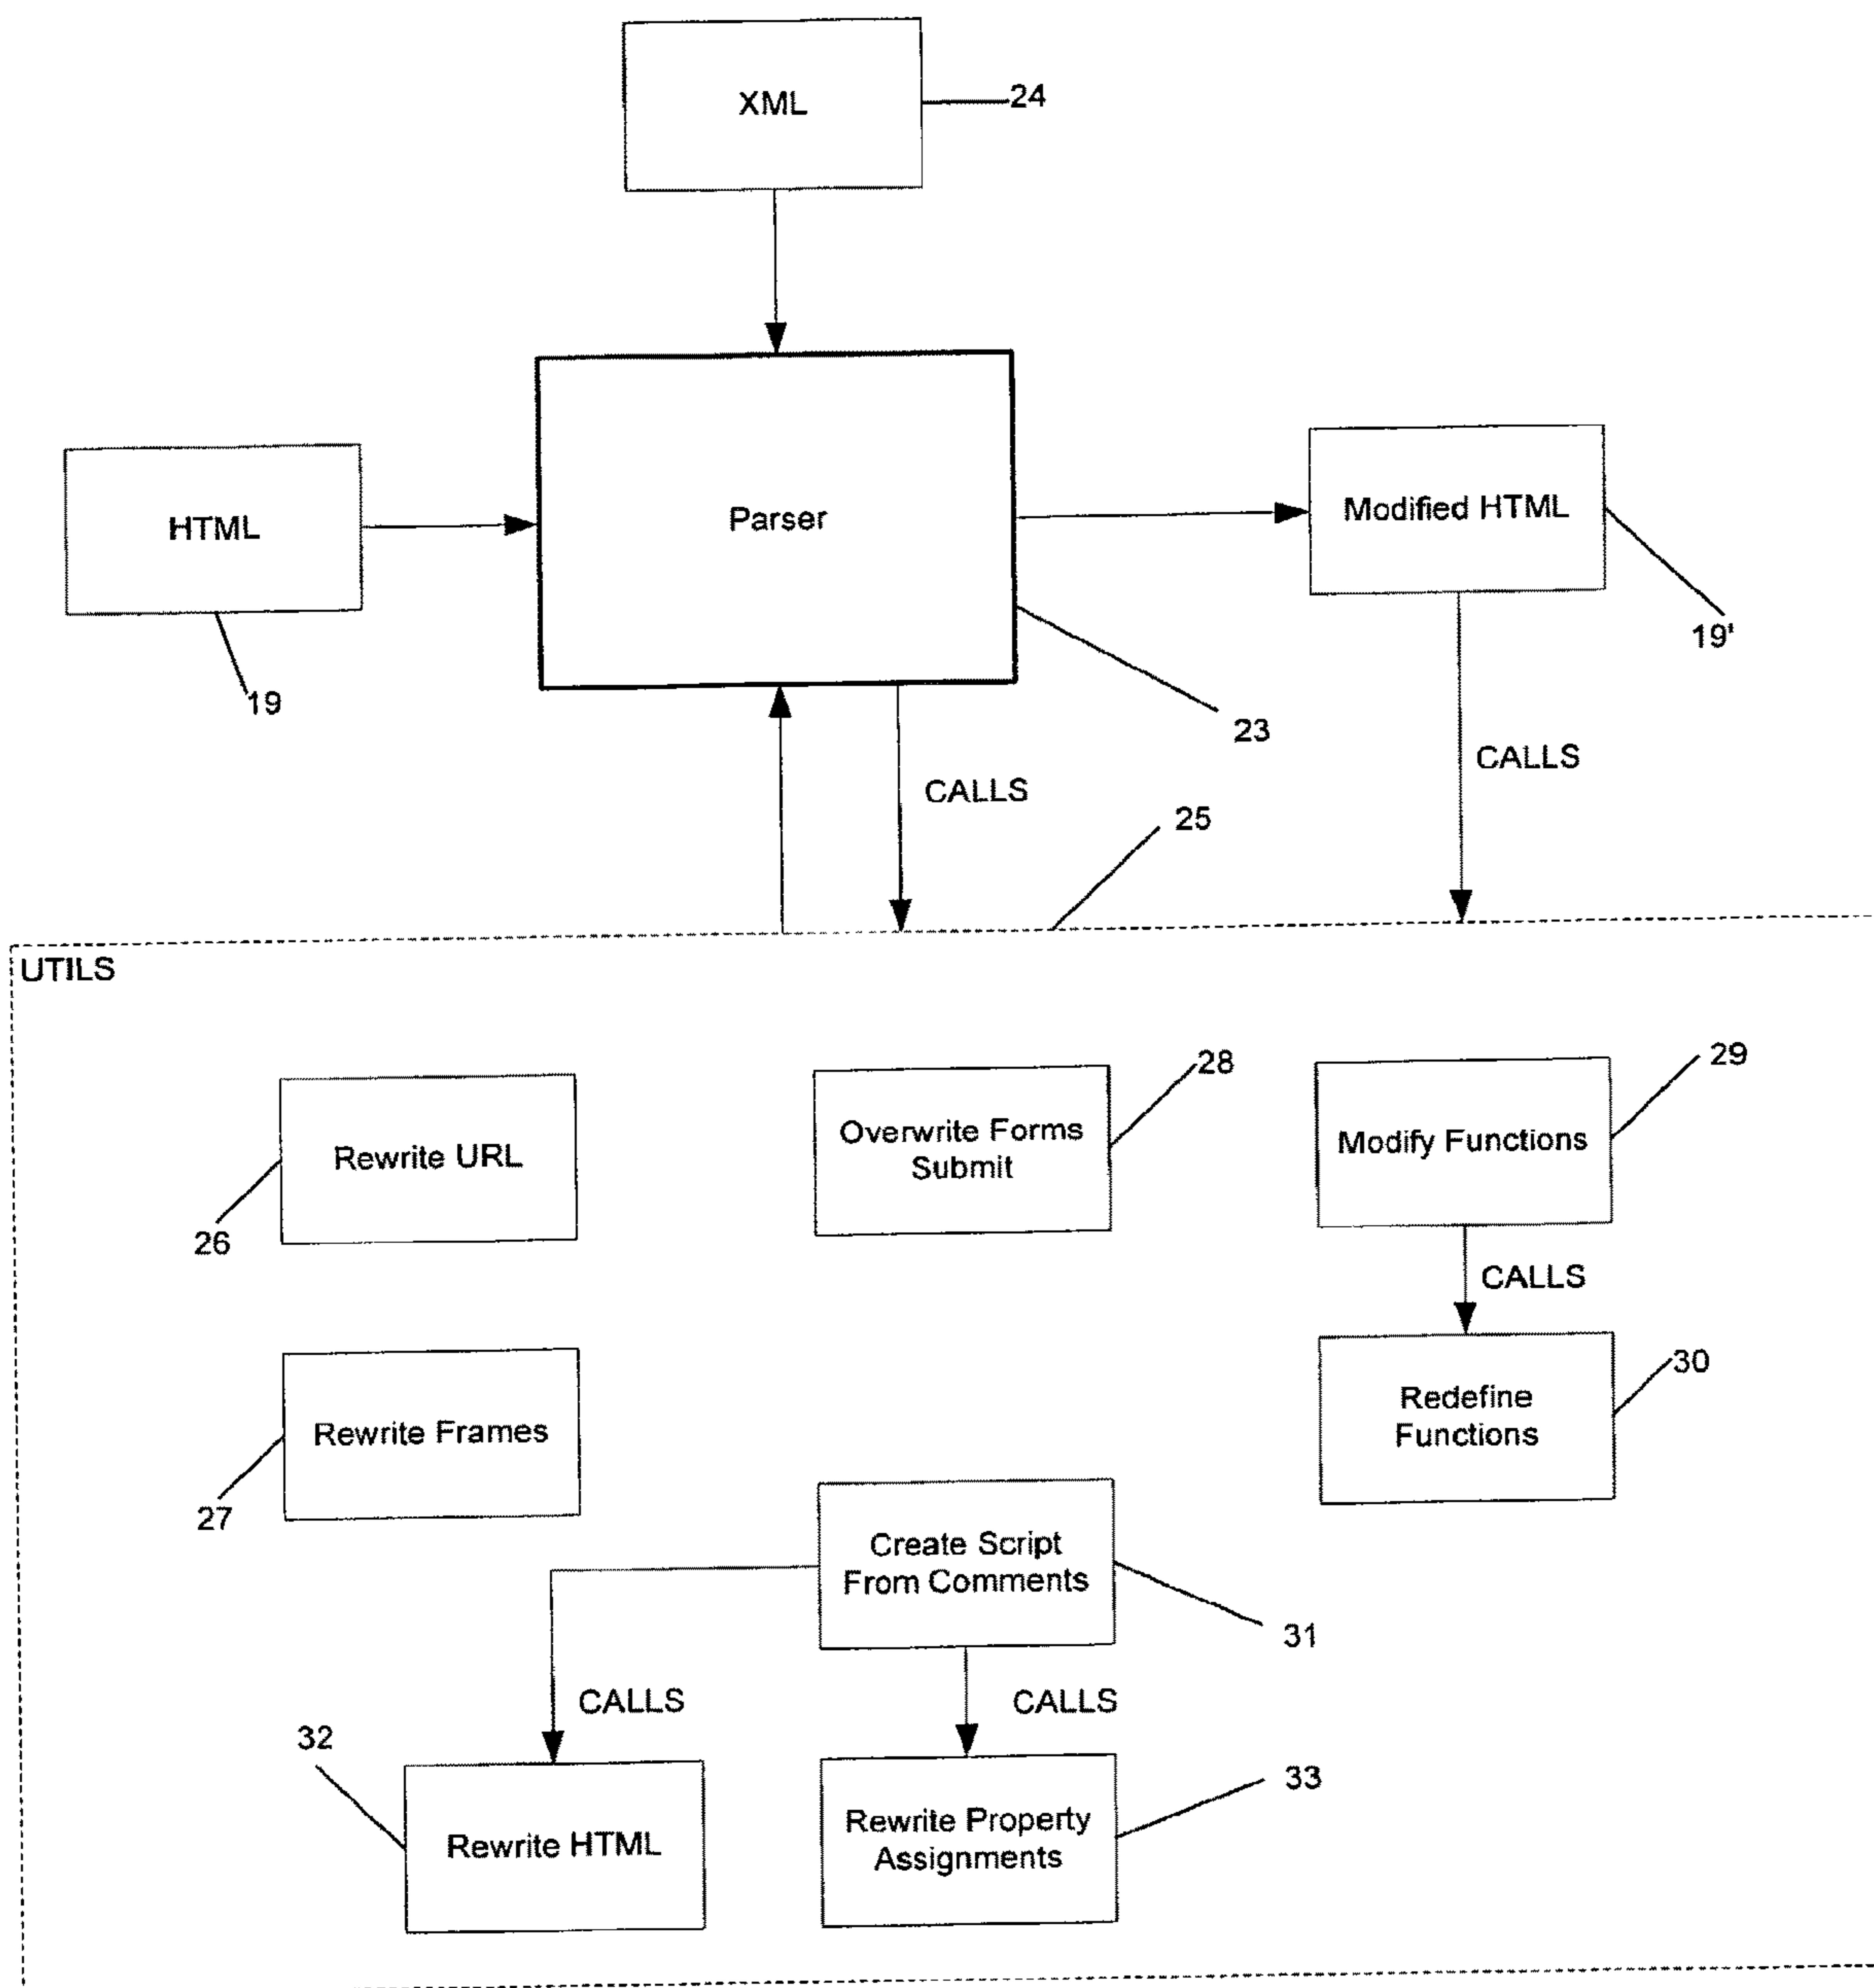 XML
24
HTML
Parser
Modified HTML
19
23
19'
CALLS
CALLS
25
UTILS
Rewrite URL
26
Overwrite Forms
Submit
28
Modify Functions
29
CALLS
Rewrite Frames
27
Redefine
Functions
30
Create Script
From Comments
31
CALLS
CALLS
32
Rewrite HTML
33
Rewrite Property
Assignments